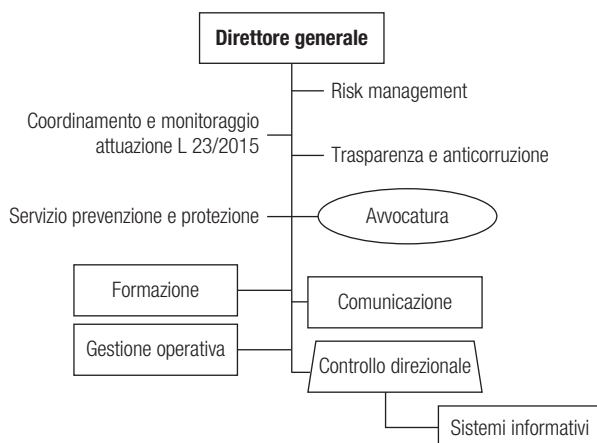 Direttore generale
Risk management
Coordinamento e monitoraggio
attuazione L 23/2015
Trasparenza e anticorruzione
Servizio prevenzione e protezione
Avvocatura
Formazione
Comunicazione
Gestione operativa
Controllo direzionale
Sistemi informativi